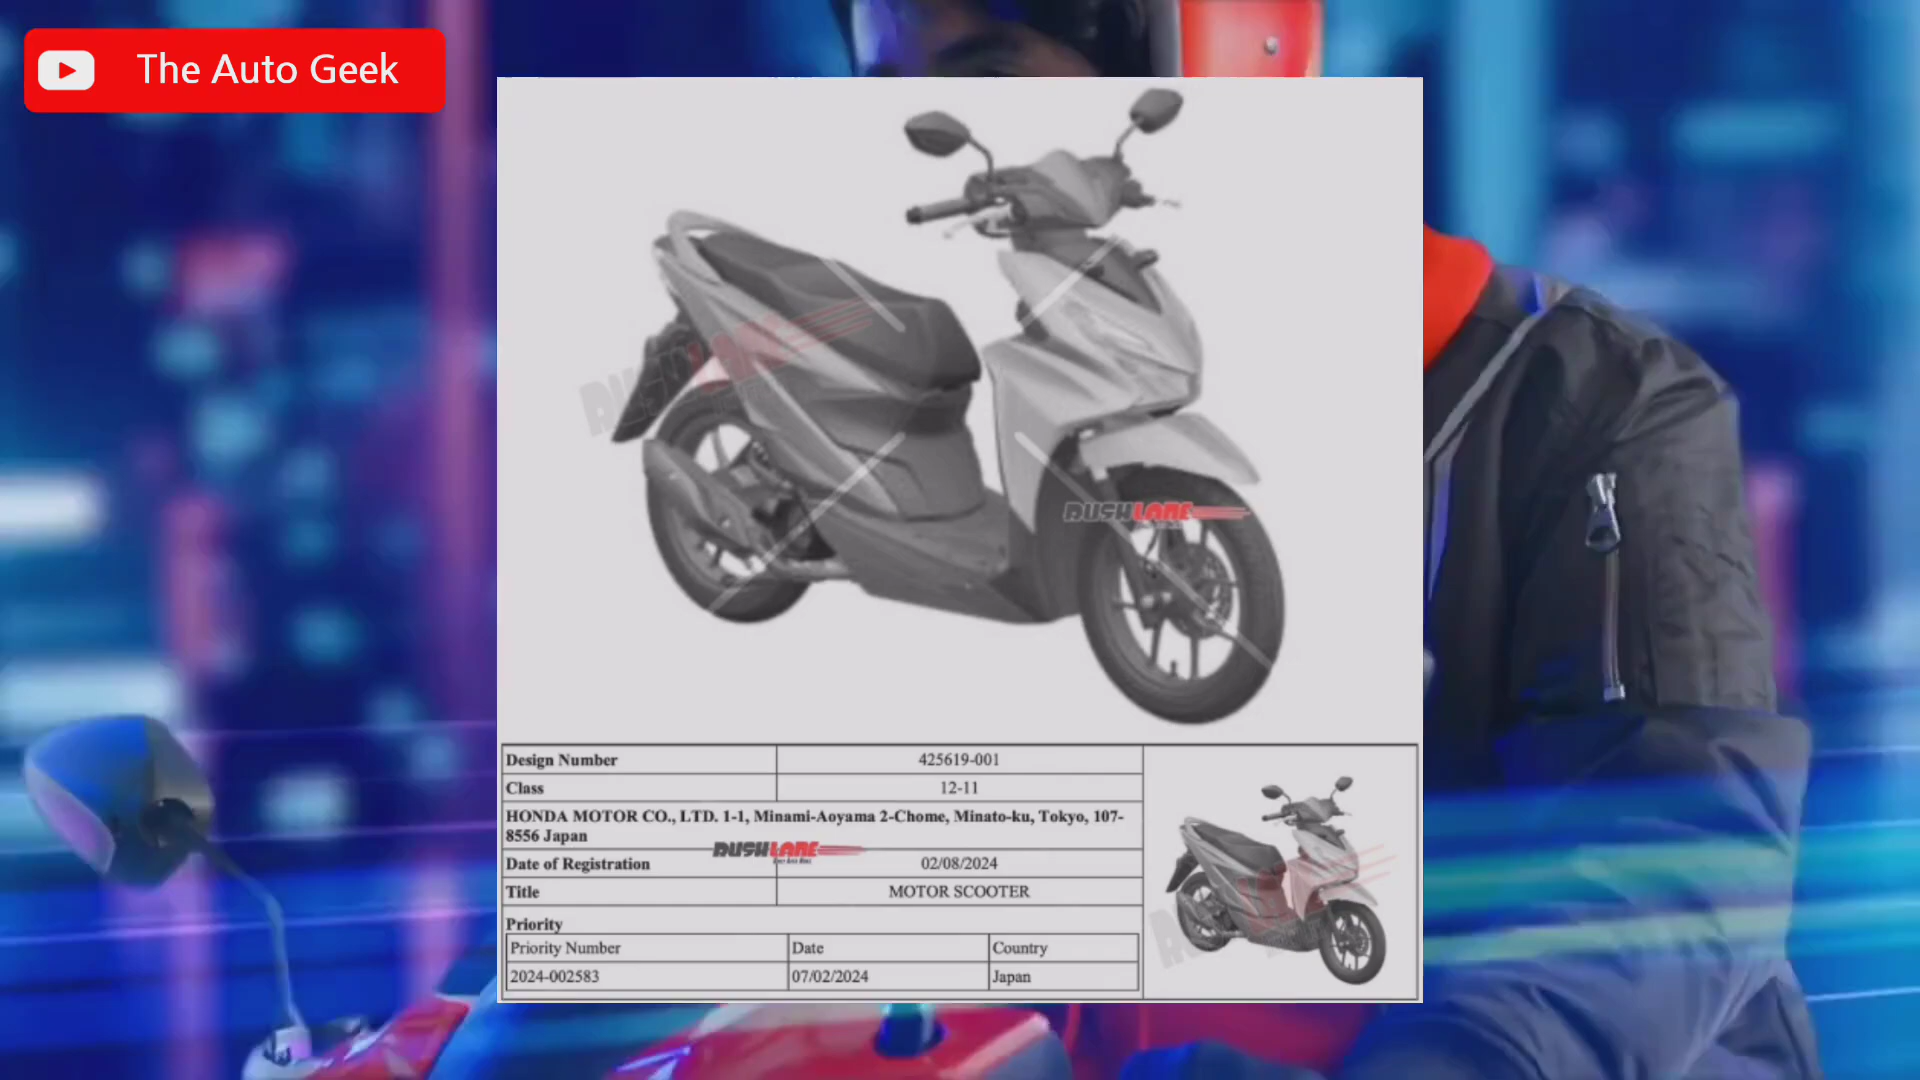 The Auto Geek
RUSHLANE
RUSHLANE
Design Number 425619-001
Class 12-11
HONDA MOTOR CO., LTD. 1-1, Minami-Aoyama 2-Chome, Minato-ku, Tokyo, 107-
8556 Japan
RUSHLANE
Date of Registration 02/08/2024
Title MOTOR SCOOTER
Priority
Priority Number Date Country
2024-002583 07/02/2024 Japan